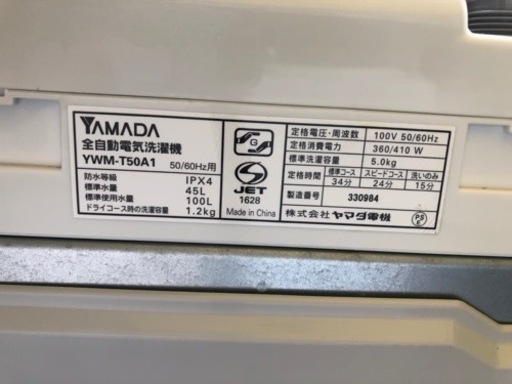 YAMADA
全自動電気洗濯機
YWM-T50A1 50/60Hz用
防水等級 IPX4
標準水量 45L
標準使用水量 100L
ドライコース時の洗濯容量 1.2kg
G
JET
1628
Made in China
定格電圧・周波数 100V 50/60Hz
定格消費電力 360/410 W
標準洗濯容量 5.0kg
標準コース スピードコース 洗いのみ
目安時間 34分 24分 15分
製造番号 330984
株式会社ヤマダ電機
PSE